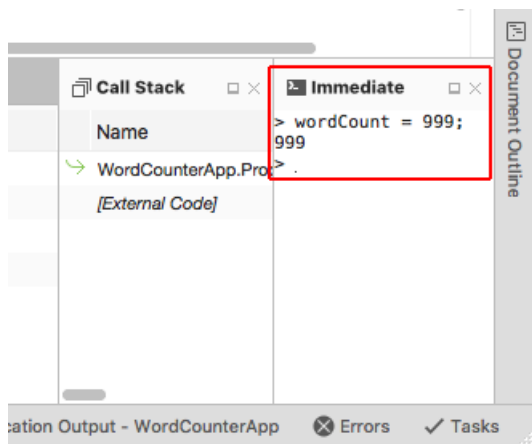 Call Stack
Name
WordCounterApp.Pro
[External Code]
Immediate
> wordCount = 999;
999
> .
Document Outline
cation Output - WordCounterApp
Errors
Tasks